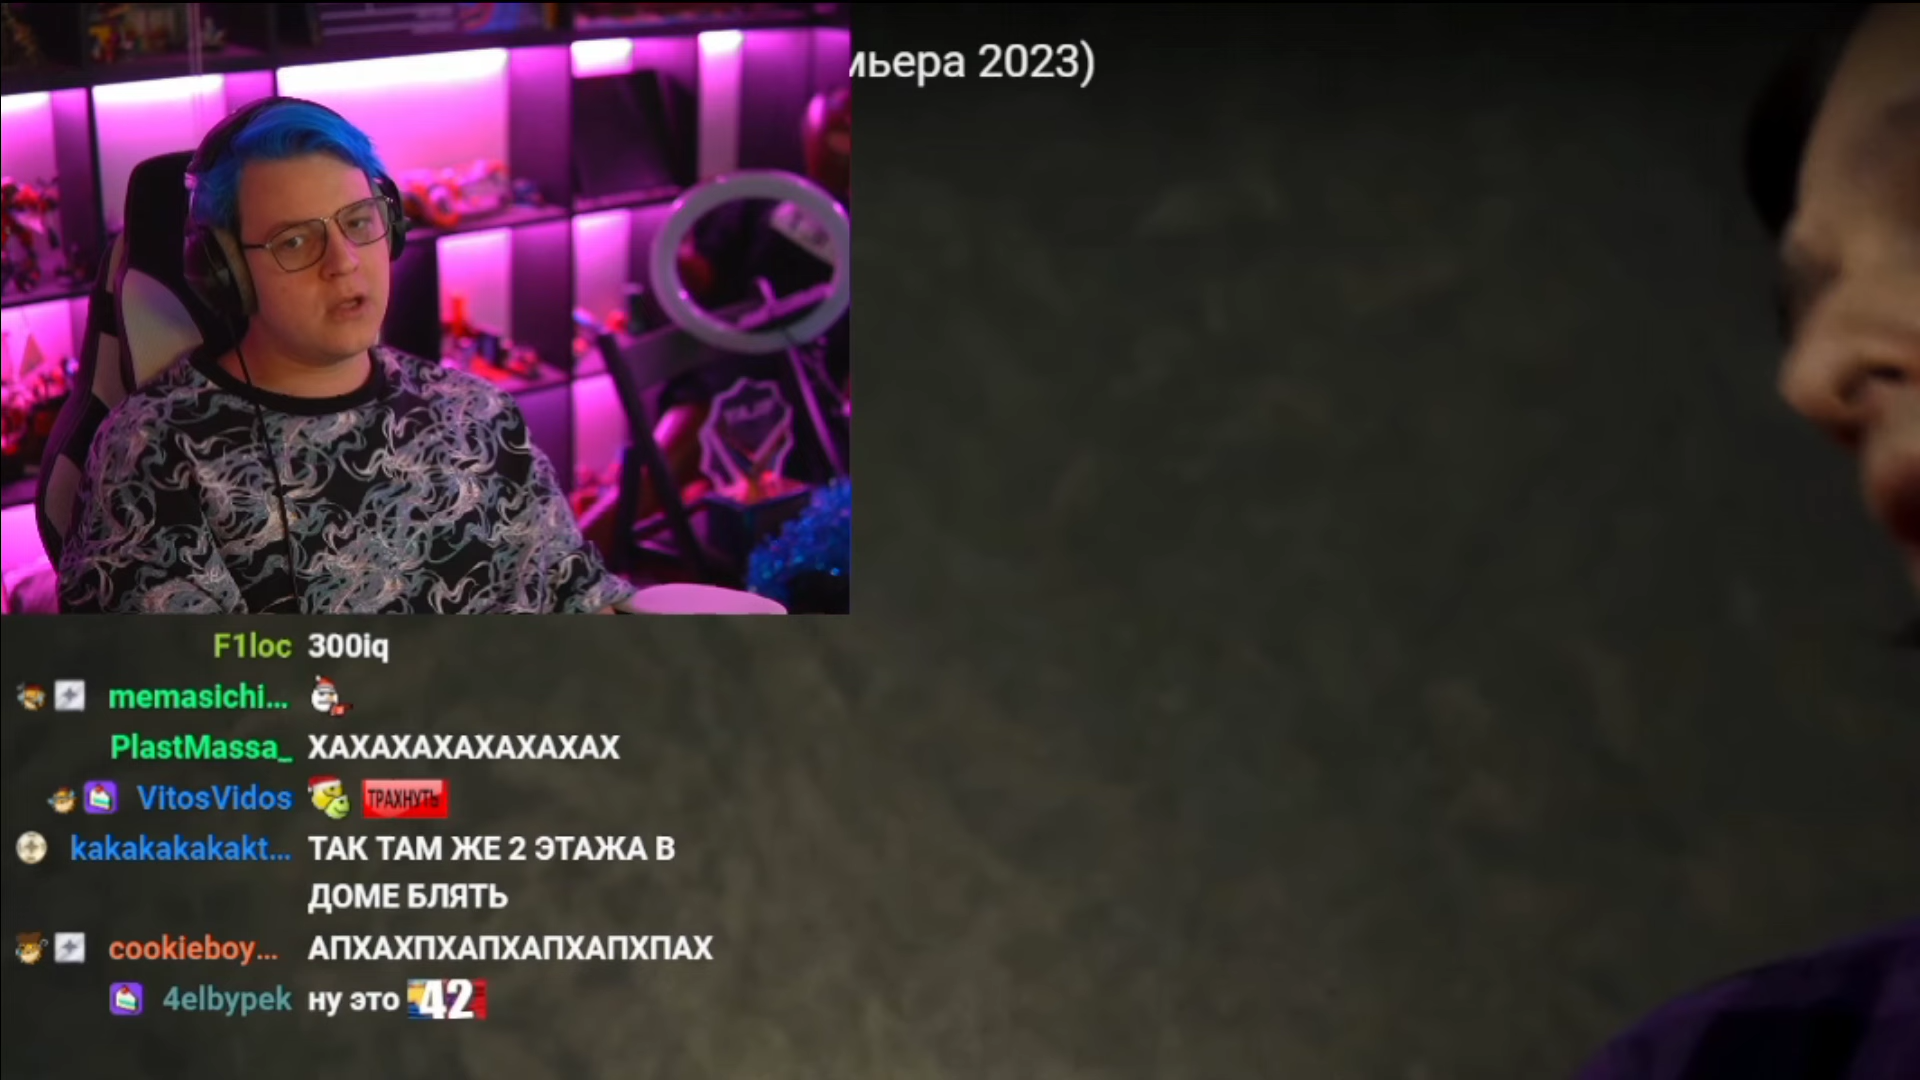 мьера 2023)
F1loc 300iq
memasichi...
PlastMassa_ ХАХАХАХАХАХАХАХ
VitosVidos ТРАХНУТЬ
kakakakakakt... ТАК ТАМ ЖЕ 2 ЭТАЖА В
ДОМЕ БЛЯТЬ
cookieboy... АПХАХПХАПХАПХАПХПАХ
4elbypek ну это 42